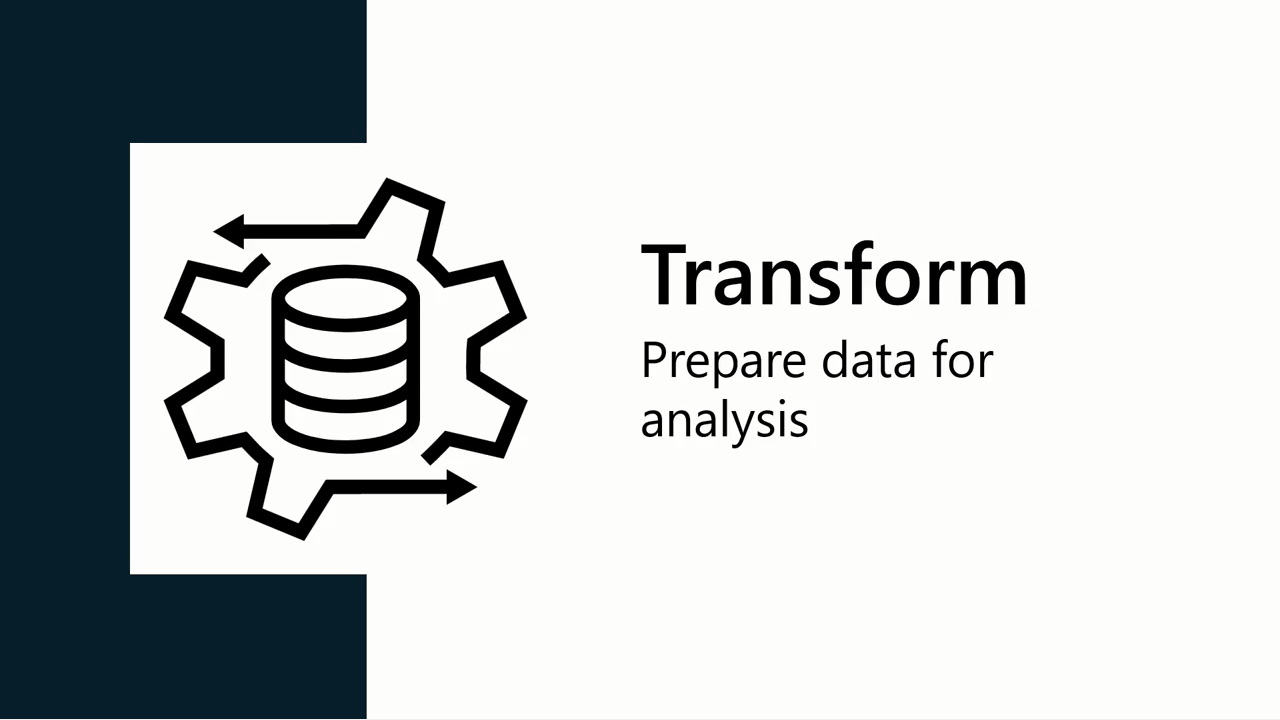 Transform
Prepare data for
analysis